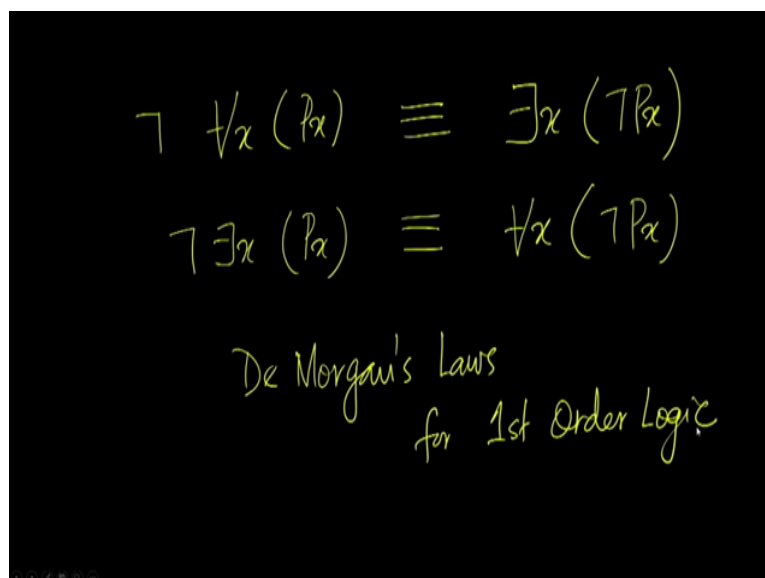 ¬ ∀x (Px) ≡ ∃x (¬Px)
¬∃x (Px) ≡ ∀x (¬Px)
De Morgan's Laws
for 1st Order Logic